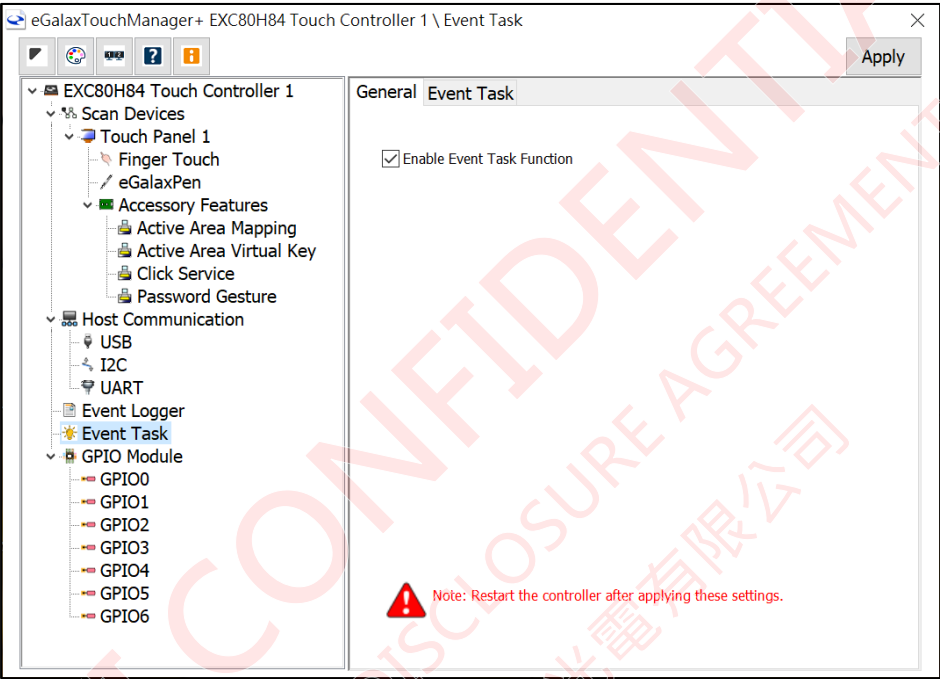 eGalaxTouchManager+ EXC80H84 Touch Controller 1 \ Event Task
Apply
EXC80H84 Touch Controller 1
Scan Devices
Touch Panel 1
Finger Touch
eGalaxPen
Accessory Features
Active Area Mapping
Active Area Virtual Key
Click Service
Password Gesture
Host Communication
USB
I2C
UART
Event Logger
Event Task
GPIO Module
GPIO0
GPIO1
GPIO2
GPIO3
GPIO4
GPIO5
GPIO6
General Event Task
Enable Event Task Function
Note: Restart the controller after applying these settings.
T CONFIDENTIA
DISCLOSURE AGREEMEN
光電有限公司